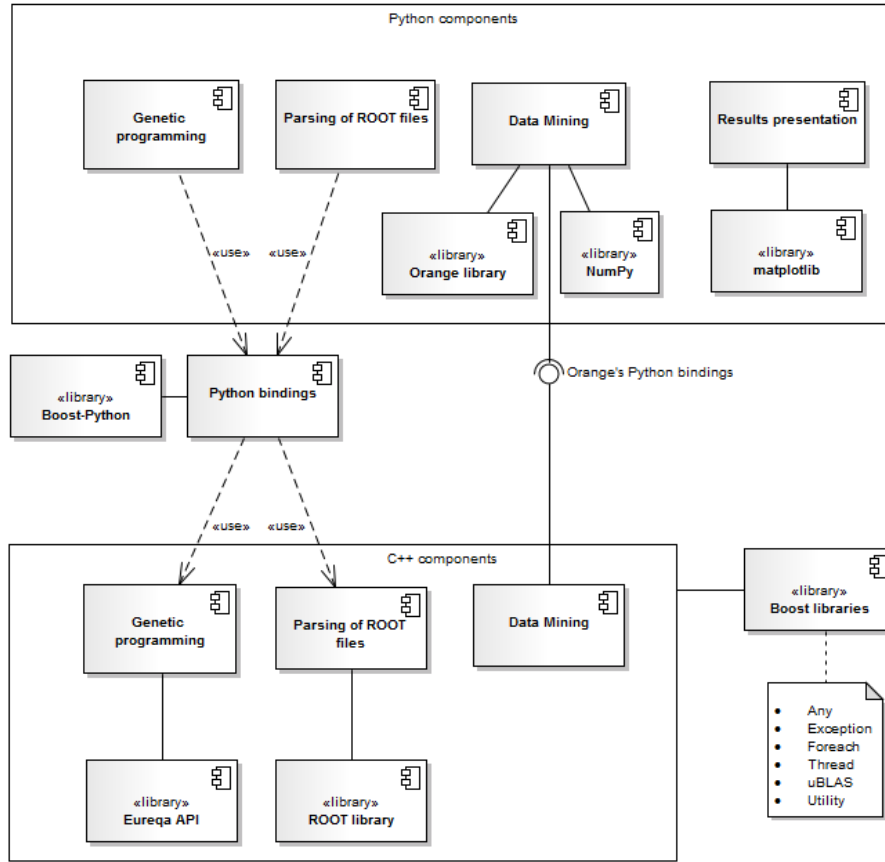 Python components
Genetic
programming
Parsing of ROOT files
Data Mining
Results presentation
«library»
Orange library
«library»
NumPy
«library»
matplotlib
«use»
«use»
«library»
Boost-Python
Python bindings
Orange's Python bindings
«use»
«use»
C++ components
Genetic
programming
Parsing of ROOT
files
Data Mining
«library»
Boost libraries
«library»
Eureqa API
«library»
ROOT library
• Any
• Exception
• Foreach
• Thread
• uBLAS
• Utility